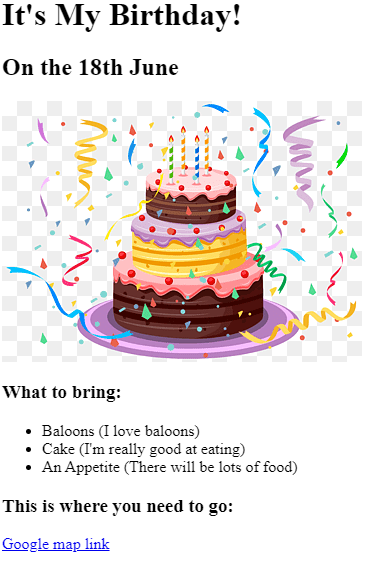 It's My Birthday!
On the 18th June
What to bring:
Baloons (I love baloons)
Cake (I'm really good at eating)
An Appetite (There will be lots of food)
This is where you need to go:
Google map link